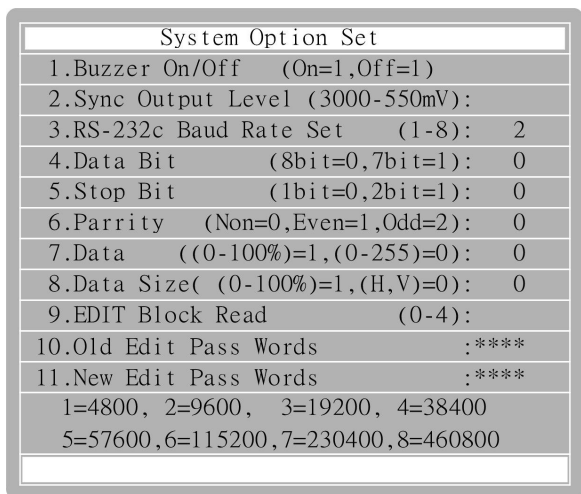 System Option Set
1.Buzzer On/Off (On=1,Off=1)
2.Sync Output Level (3000-550mV):
3.RS-232c Baud Rate Set (1-8): 2
4.Data Bit (8bit=0,7bit=1): 0
5.Stop Bit (1bit=0,2bit=1): 0
6.Parrity (Non=0,Even=1,Odd=2): 0
7.Data ((0-100%)=1,(0-255)=0): 0
8.Data Size( (0-100%)=1,(H,V)=0): 0
9.EDIT Block Read (0-4):
10.Old Edit Pass Words :****
11.New Edit Pass Words :****
1=4800, 2=9600, 3=19200, 4=38400
5=57600,6=115200,7=230400,8=460800